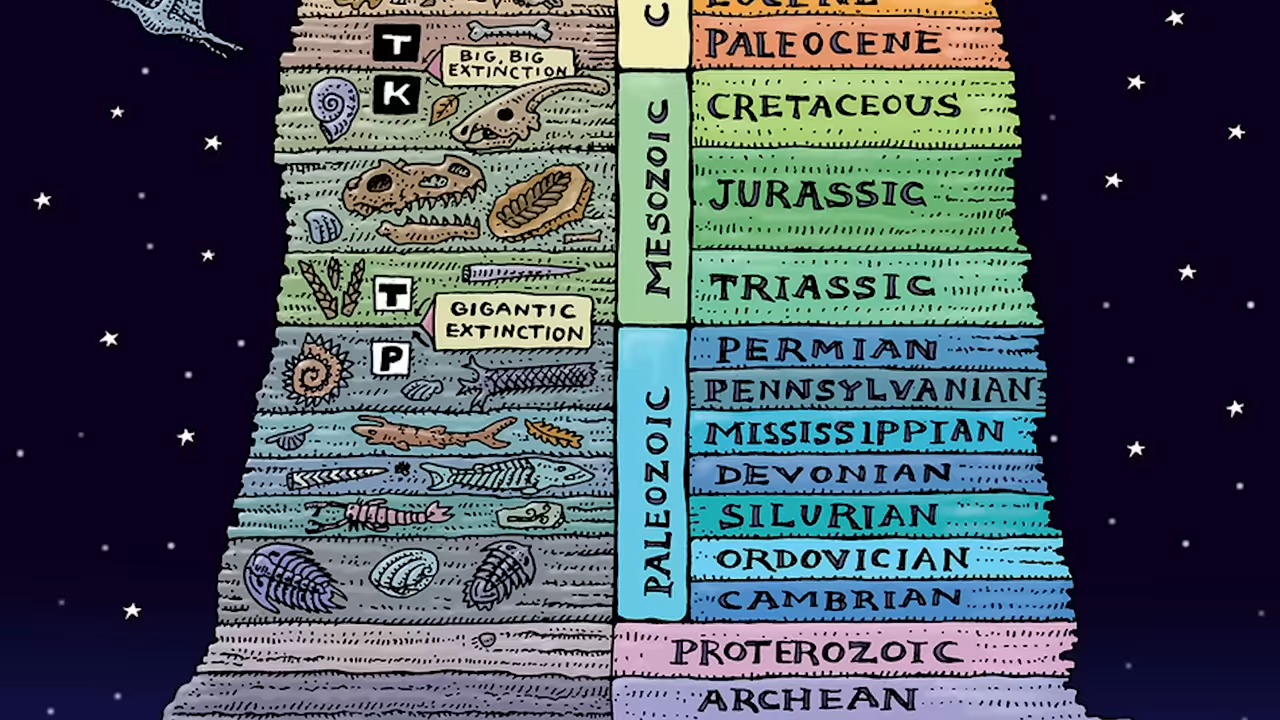 EOCENE
C
T
PALEOCENE
BIG, BIG
EXTINCTION
K
CRETACEOUS
MESOZOIC
JURASSIC
T
TRIASSIC
GIGANTIC
EXTINCTION
P
PERMIAN
PENNSYLVANIAN
PALEOZOIC
MISSISSIPPIAN
DEVONIAN
SILURIAN
ORDOVICIAN
CAMBRIAN
PROTEROZOIC
ARCHEAN